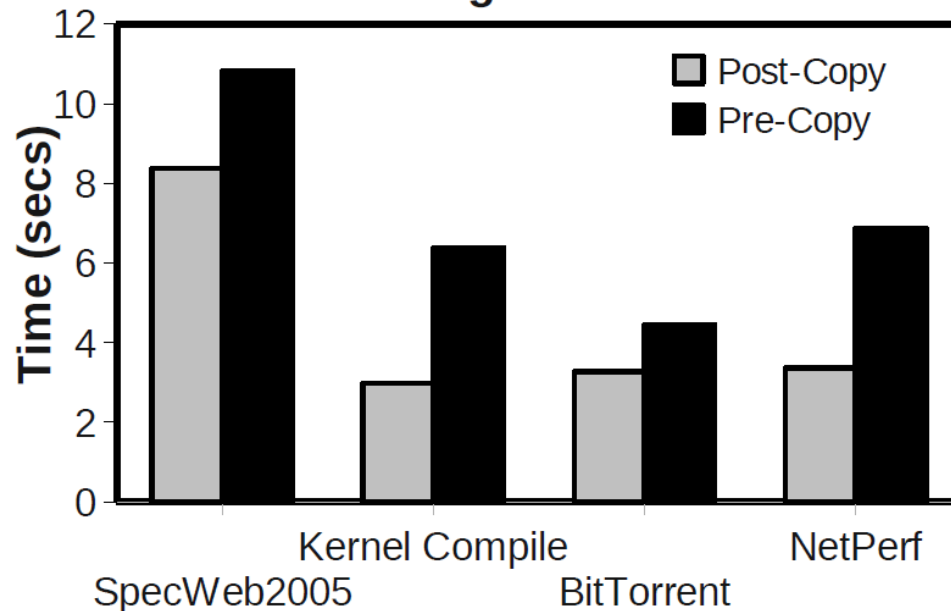 12
10
8
6
4
2
0
Time (secs)
Post-Copy
Pre-Copy
Kernel Compile
NetPerf
SpecWeb2005
BitTorrent